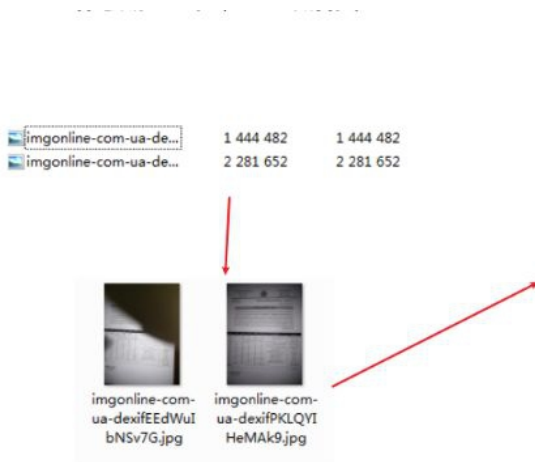 imgonline-com-ua-de... 1 444 482 1 444 482
imgonline-com-ua-de... 2 281 652 2 281 652
imgonline-com-
ua-dexifEEdWuI
bNSv7G.jpg
imgonline-com-
ua-dexifPKLQYI
HeMAk9.jpg